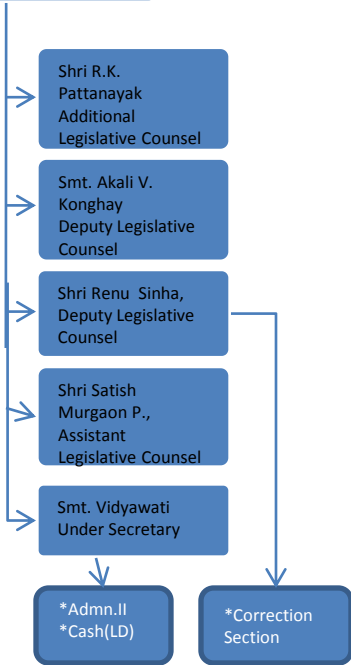 Shri R.K.
Pattanayak
Additional
Legislative Counsel
Smt. Akali V.
Konghay
Deputy Legislative
Counsel
Shri Renu Sinha,
Deputy Legislative
Counsel
Shri Satish
Murgaon P.,
Assistant
Legislative Counsel
Smt. Vidyawati
Under Secretary
*Admn.II
*Cash(LD)
*Correction
Section